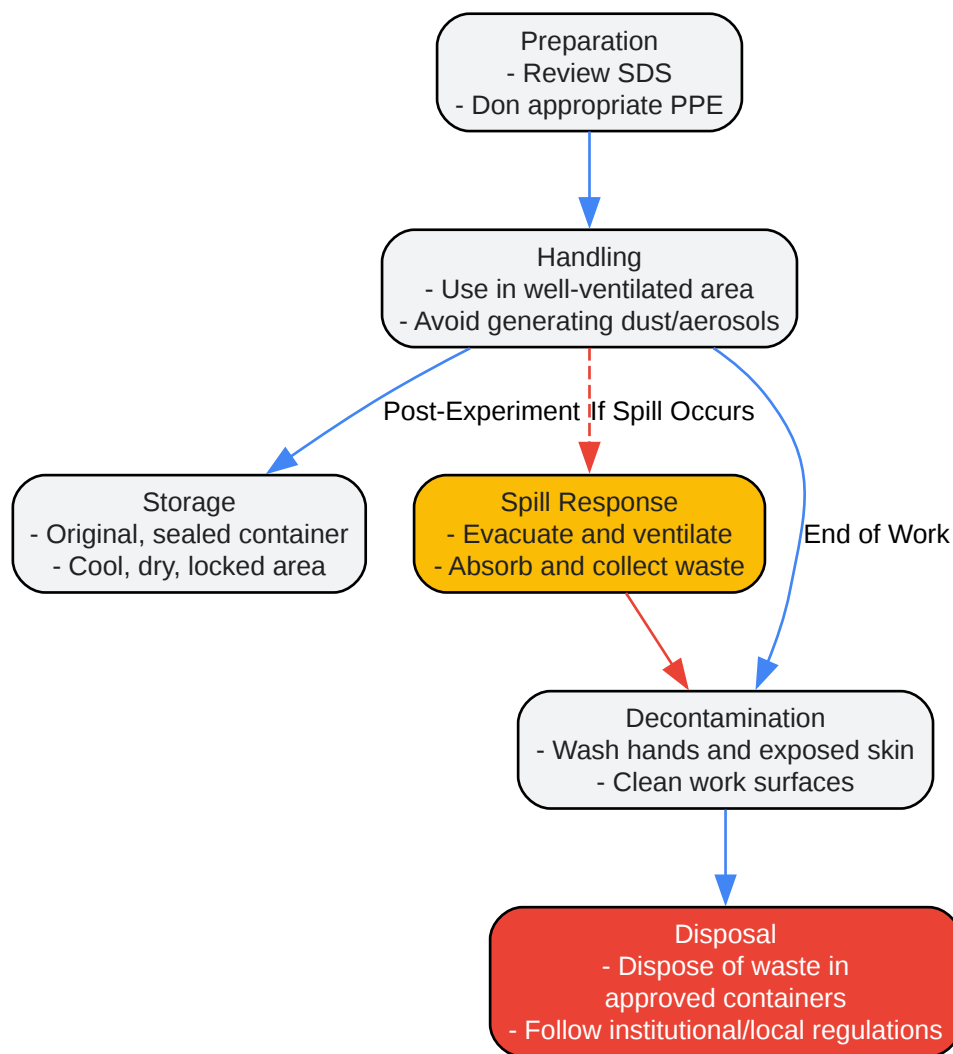 Preparation
- Review SDS
- Don appropriate PPE
Handling
- Use in well-ventilated area
- Avoid generating dust/aerosols
Post-Experiment
If Spill Occurs
Storage
- Original, sealed container
- Cool, dry, locked area
Spill Response
- Evacuate and ventilate
- Absorb and collect waste
End of Work
Decontamination
- Wash hands and exposed skin
- Clean work surfaces
Disposal
- Dispose of waste in
approved containers
- Follow institutional/local regulations